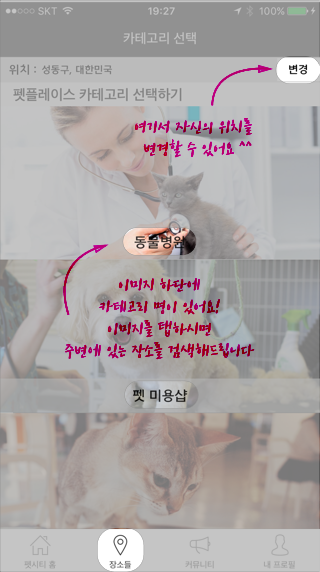 SKT 19:27 100%
카테고리 선택
위치 : 성동구, 대한민국 변경
펫플레이스 카테고리 선택하기
여기서 자신의 위치를
변경할 수 있어요 ^^
동물병원
이미지 하단에
카테고리 명이 있어요!
이미지를 탭하시면
주변에 있는 장소를 검색해드립니다
펫 미용샵
펫시티 홈 장소들 커뮤니티 내 프로필